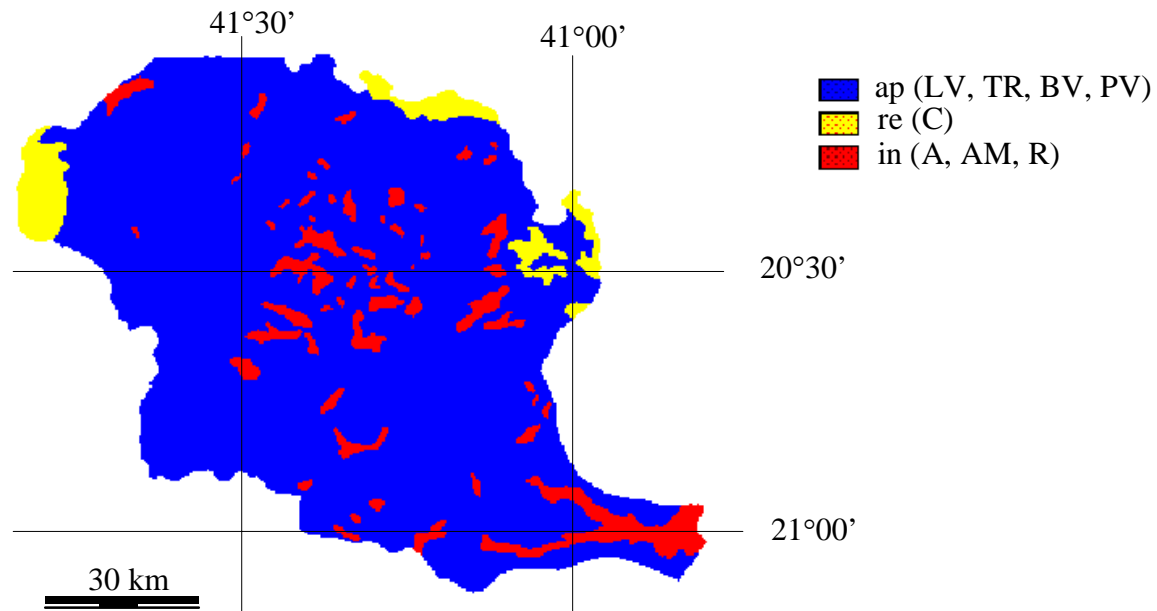 41°30’
41°00’
ap (LV, TR, BV, PV)
re (C)
in (A, AM, R)
20°30’
21°00’
30 km